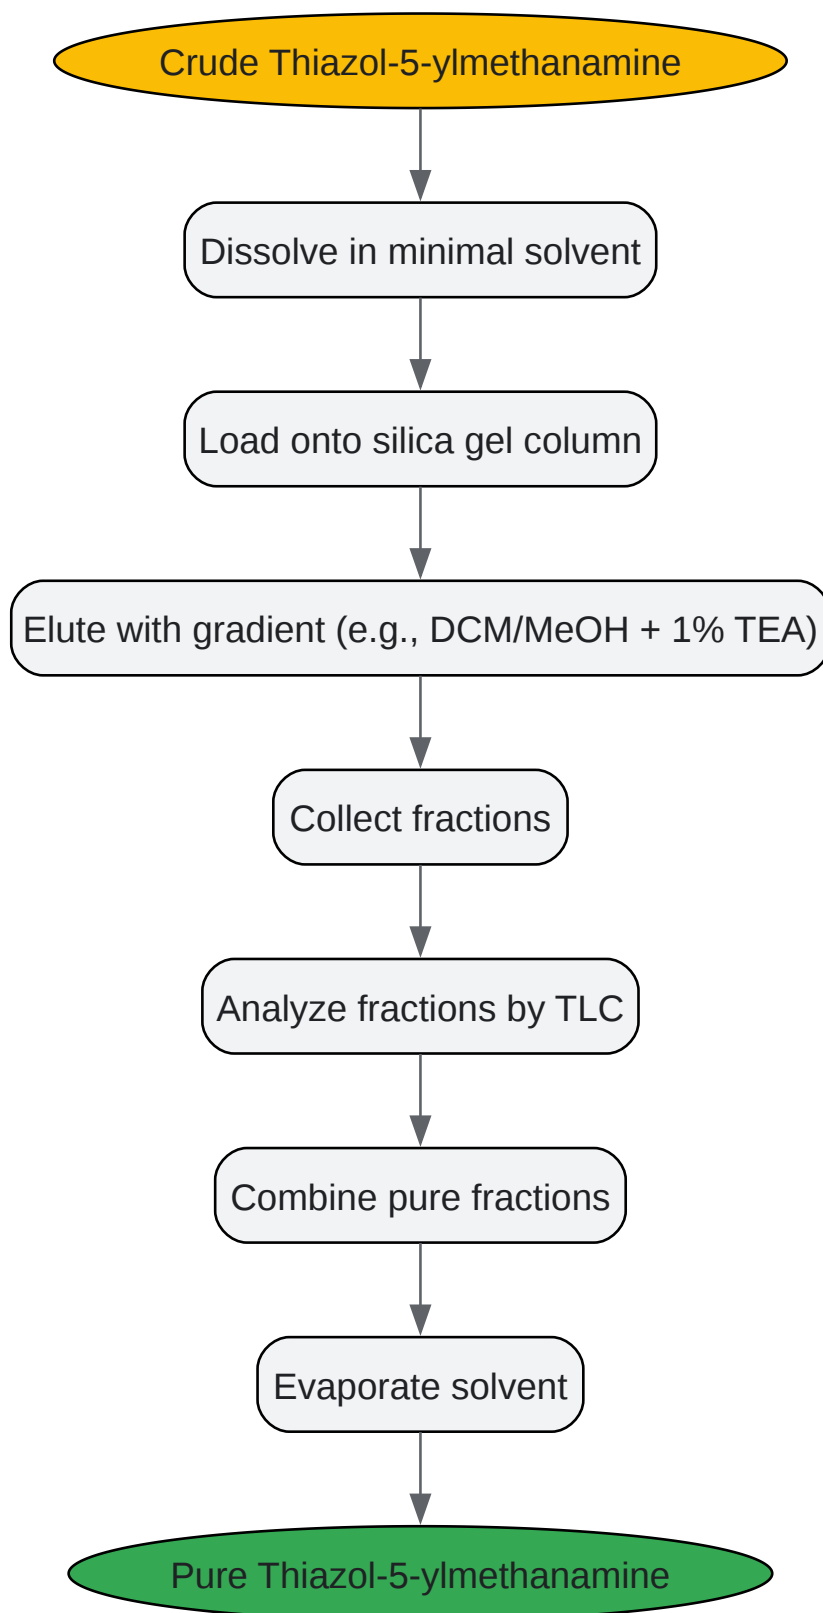 Crude Thiazol-5-ylmethanamine
Dissolve in minimal solvent
Load onto silica gel column
Elute with gradient (e.g., DCM/MeOH + 1% TEA)
Collect fractions
Analyze fractions by TLC
Combine pure fractions
Evaporate solvent
Pure Thiazol-5-ylmethanamine